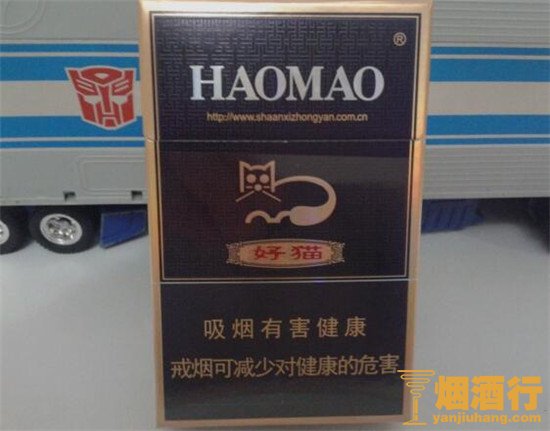 HAOMAO®
http://www.shaanxizhongyan.com.cn
好猫
吸烟有害健康
戒烟可减少对健康的危害
烟酒行
yanjiuhang.com